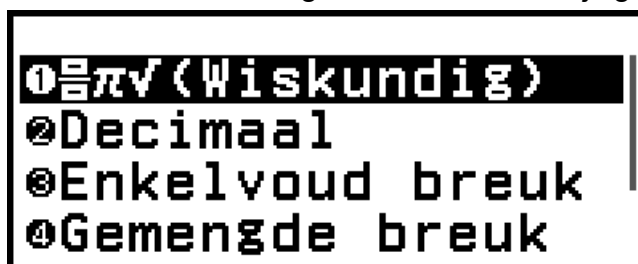 ①⌸π√(Wiskundig)
②Decimaal
③Enkelvoud breuk
④Gemengde breuk